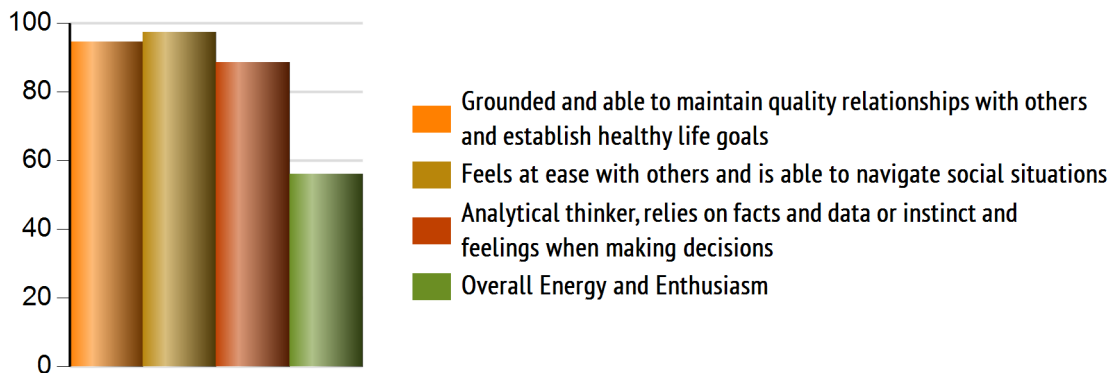 100
80
60
40
20
0
Grounded and able to maintain quality relationships with others
and establish healthy life goals
Feels at ease with others and is able to navigate social situations
Analytical thinker, relies on facts and data or instinct and
feelings when making decisions
Overall Energy and Enthusiasm